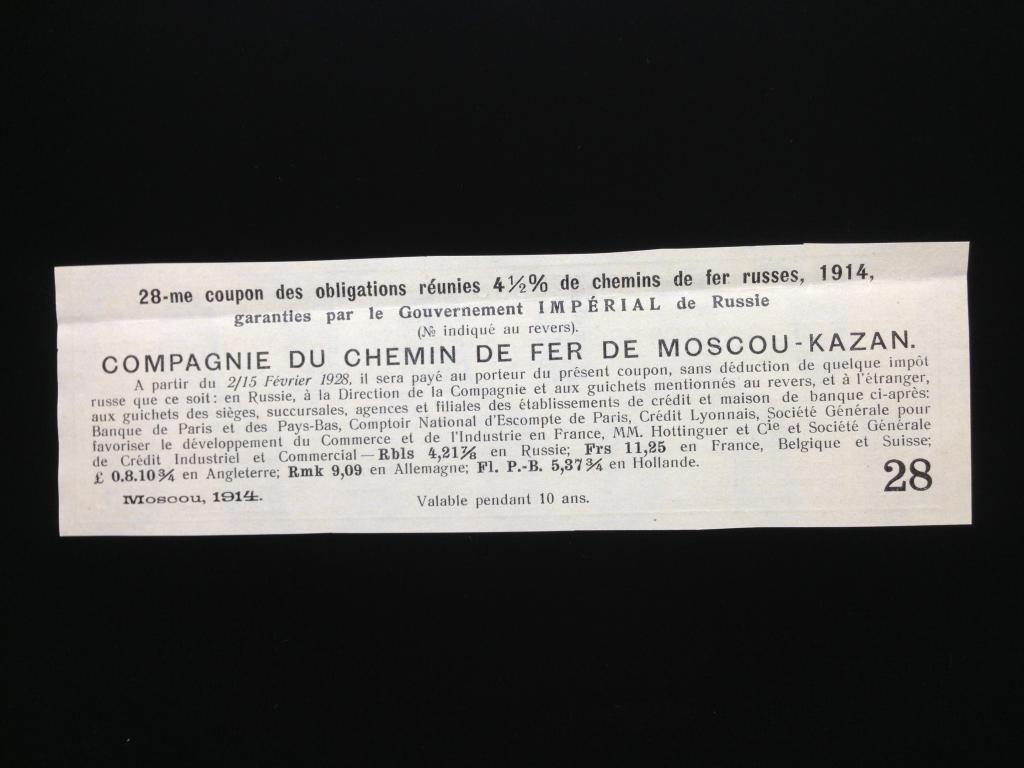 28-me coupon des obligations réunies 4½% de chemins de fer russes, 1914,
garanties par le Gouvernement IMPÉRIAL de Russie
(№ indiqué au revers).
COMPAGNIE DU CHEMIN DE FER DE MOSCOU-KAZAN.
A partir du 2/15 Février 1928, il sera payé au porteur du présent coupon, sans déduction de quelque impôt
russe que ce soit: en Russie, à la Direction de la Compagnie et aux guichets mentionnés au revers, et à l'étranger,
aux guichets des sièges, succursales, agences et filiales des établissements de crédit et maison de banque ci-après:
Banque de Paris et des Pays-Bas, Comptoir National d'Escompte de Paris, Crédit Lyonnais, Société Générale pour
favoriser le développement du Commerce et de l'Industrie en France, MM. Hottinguer et Cie et Société Générale
de Crédit Industriel et Commercial — Rbls 4,21⅞ en Russie; Frs 11,25 en France, Belgique et Suisse;
£ 0.8.10¾ en Angleterre; Rmk 9,09 en Allemagne; Fl. P.-B. 5,37¾ en Hollande.
Moscou, 1914.
Valable pendant 10 ans.
28